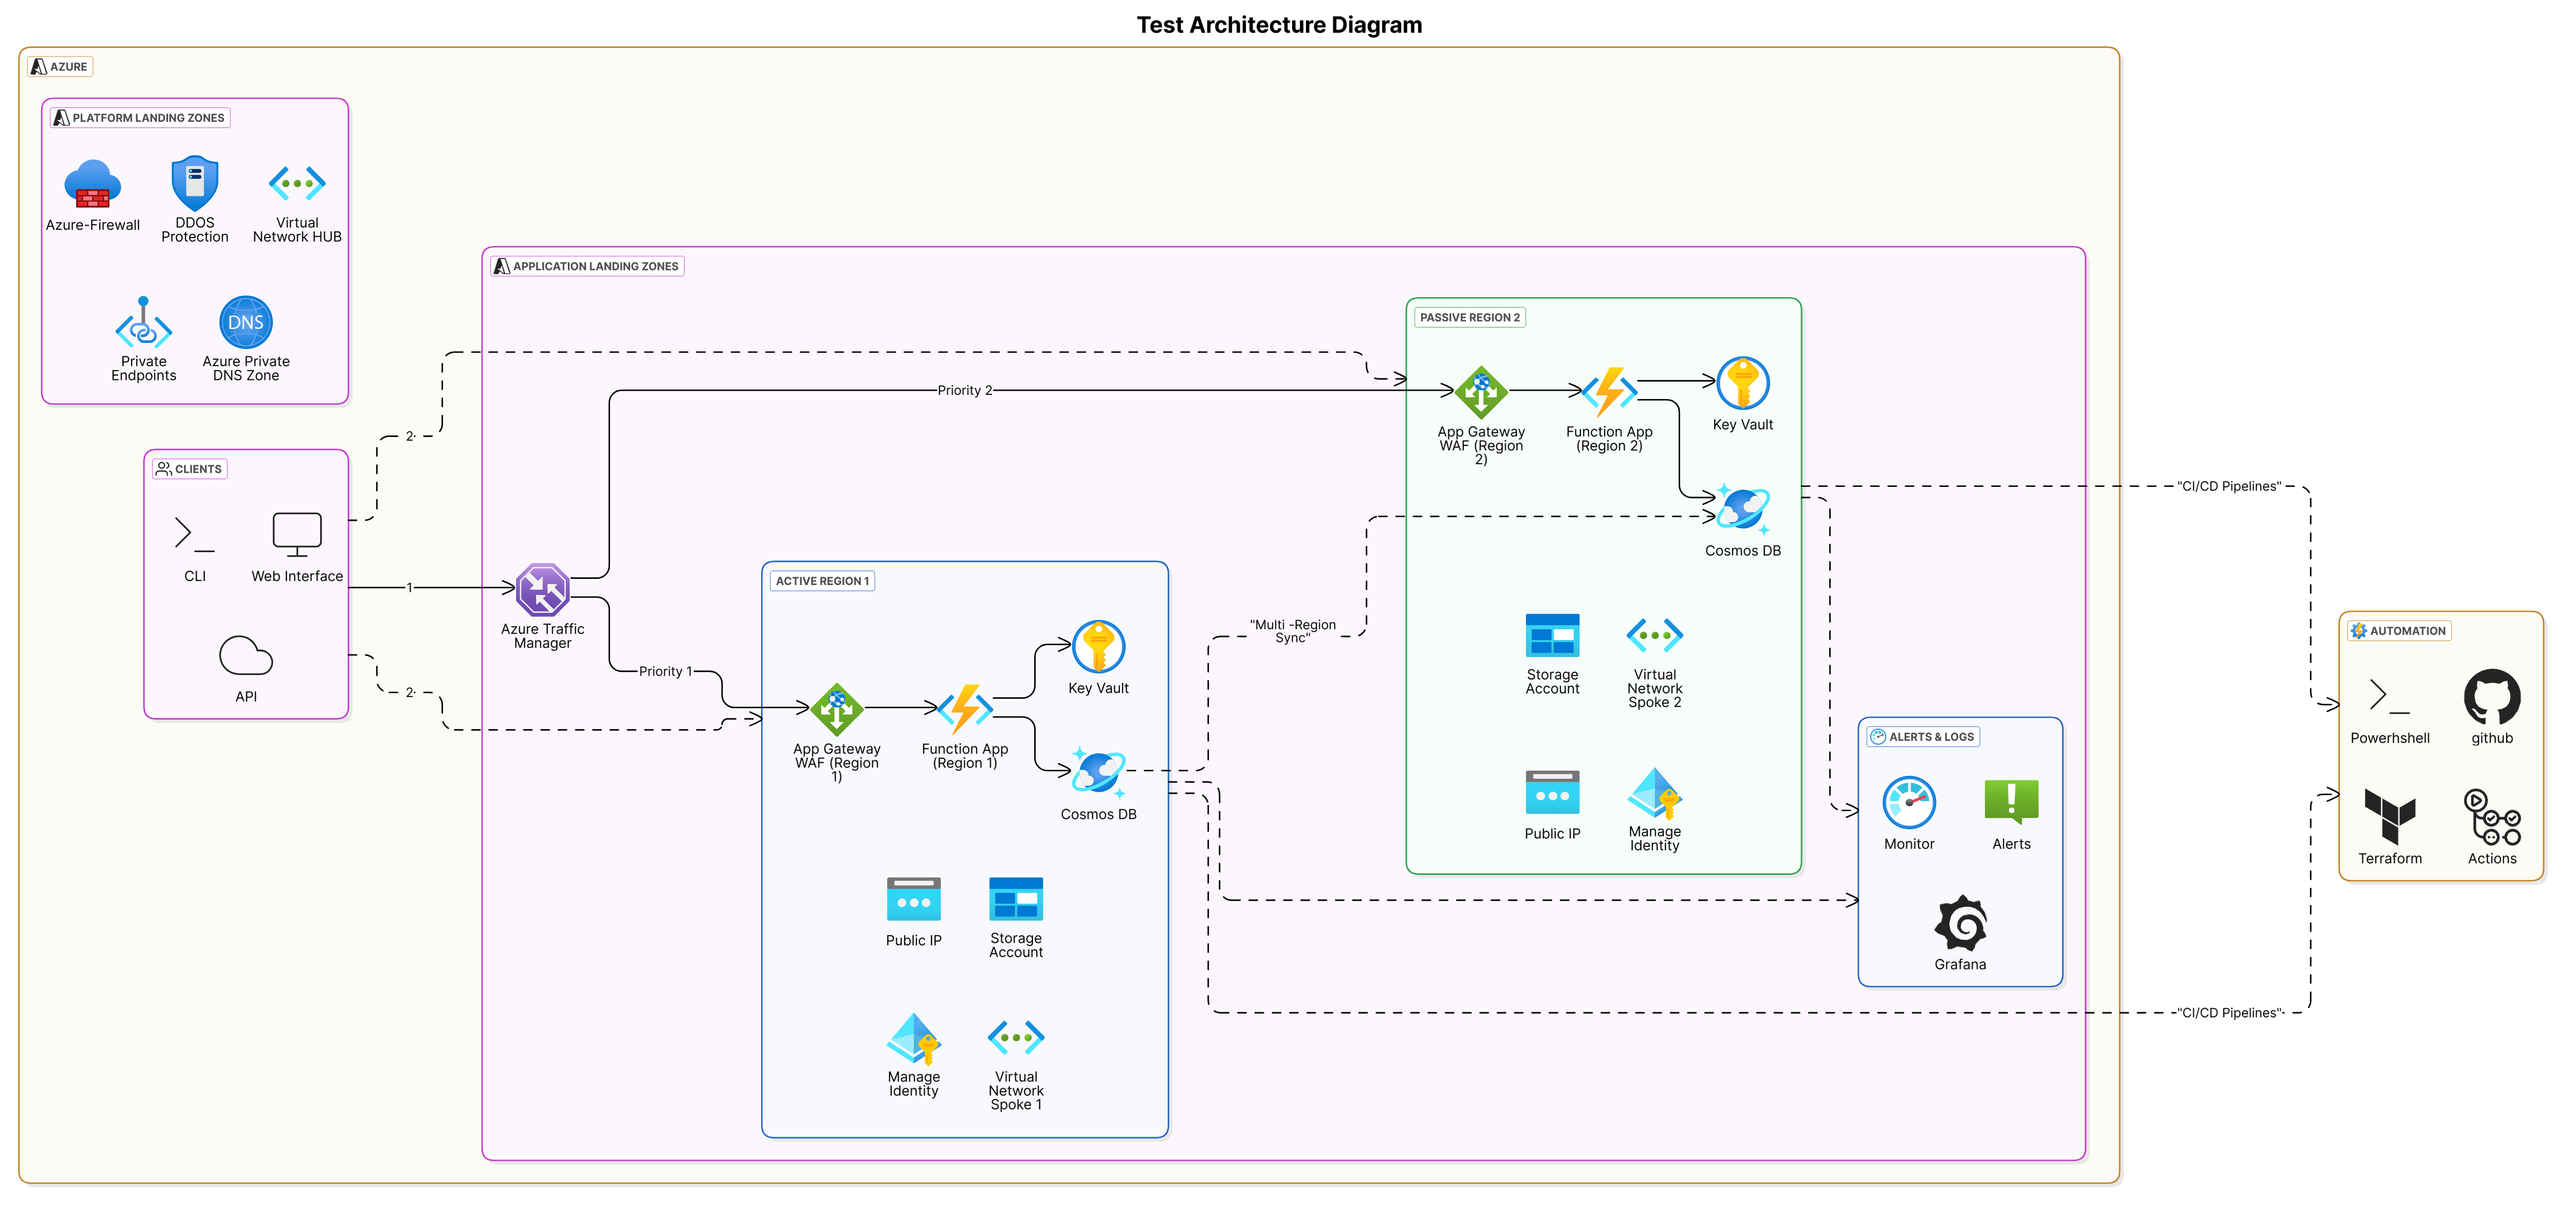 Test Architecture Diagram
AZURE
PLATFORM LANDING ZONES
Azure-Firewall
DDOS
Protection
Virtual
Network HUB
Private
Endpoints
DNS
Azure Private
DNS Zone
CLIENTS
CLI
Web Interface
API
2
1
2
APPLICATION LANDING ZONES
Azure Traffic
Manager
Priority 2
Priority 1
ACTIVE REGION 1
App Gateway
WAF (Region
1)
Function App
(Region 1)
Key Vault
Cosmos DB
Public IP
Storage
Account
Manage
Identity
Virtual
Network
Spoke 1
"Multi -Region
Sync"
PASSIVE REGION 2
App Gateway
WAF (Region
2)
Function App
(Region 2)
Key Vault
Cosmos DB
Storage
Account
Virtual
Network
Spoke 2
Public IP
Manage
Identity
ALERTS & LOGS
Monitor
Alerts
Grafana
"CI/CD Pipelines"
"CI/CD Pipelines"
AUTOMATION
Powerhshell
github
Terraform
Actions